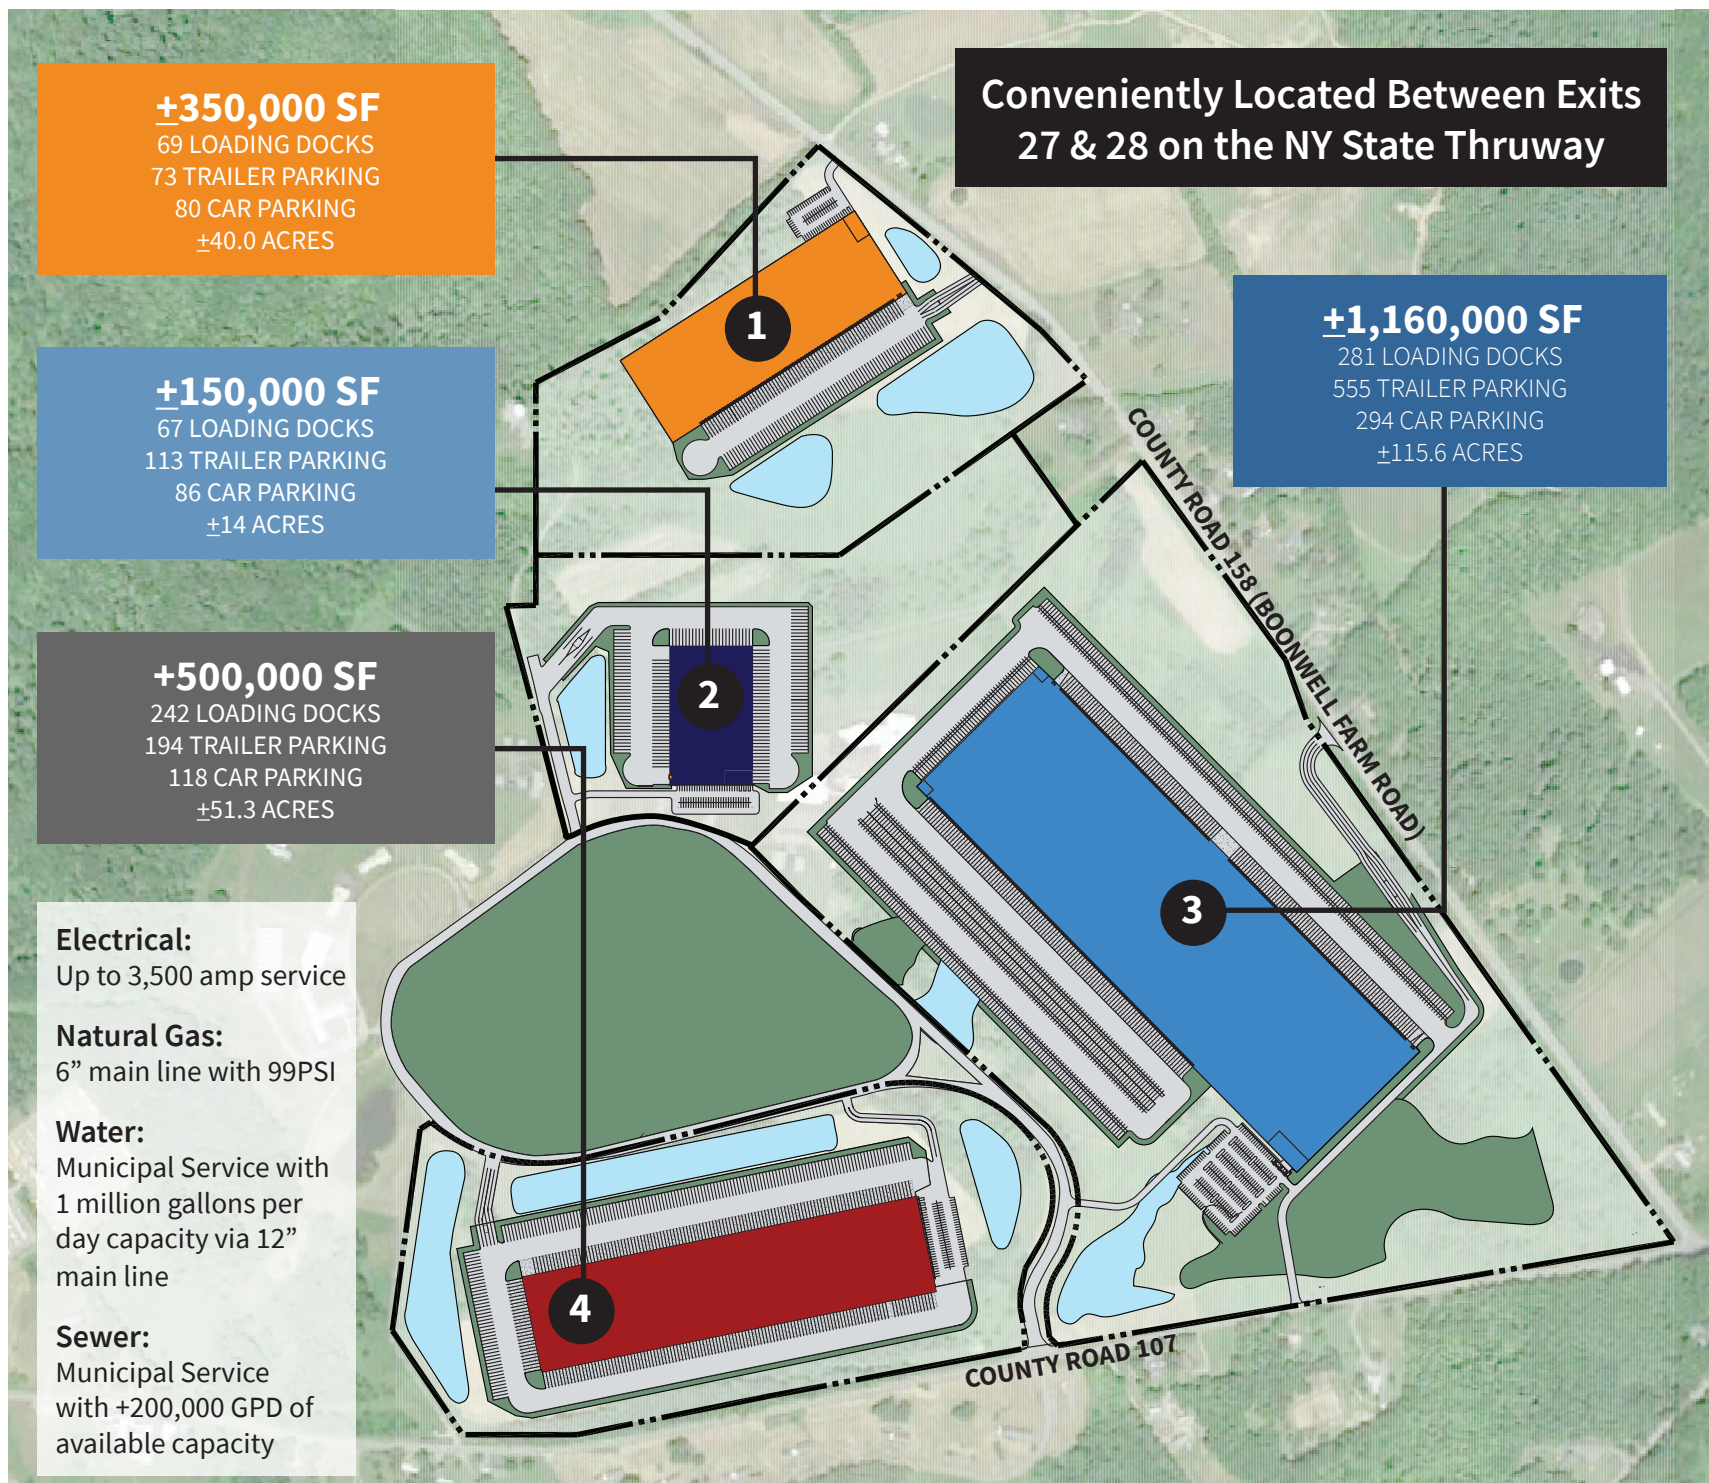 ±350,000 SF
69 LOADING DOCKS
73 TRAILER PARKING
80 CAR PARKING
±40.0 ACRES
Conveniently Located Between Exits
27 & 28 on the NY State Thruway
1
±1,160,000 SF
281 LOADING DOCKS
555 TRAILER PARKING
294 CAR PARKING
±115.6 ACRES
±150,000 SF
67 LOADING DOCKS
113 TRAILER PARKING
86 CAR PARKING
±14 ACRES
COUNTY ROAD 158 (BOONWELL FARM ROAD)
2
+500,000 SF
242 LOADING DOCKS
194 TRAILER PARKING
118 CAR PARKING
±51.3 ACRES
3
Electrical:
Up to 3,500 amp service
Natural Gas:
6” main line with 99PSI
Water:
Municipal Service with
1 million gallons per
day capacity via 12”
main line
Sewer:
Municipal Service
with +200,000 GPD of
available capacity
4
COUNTY ROAD 107